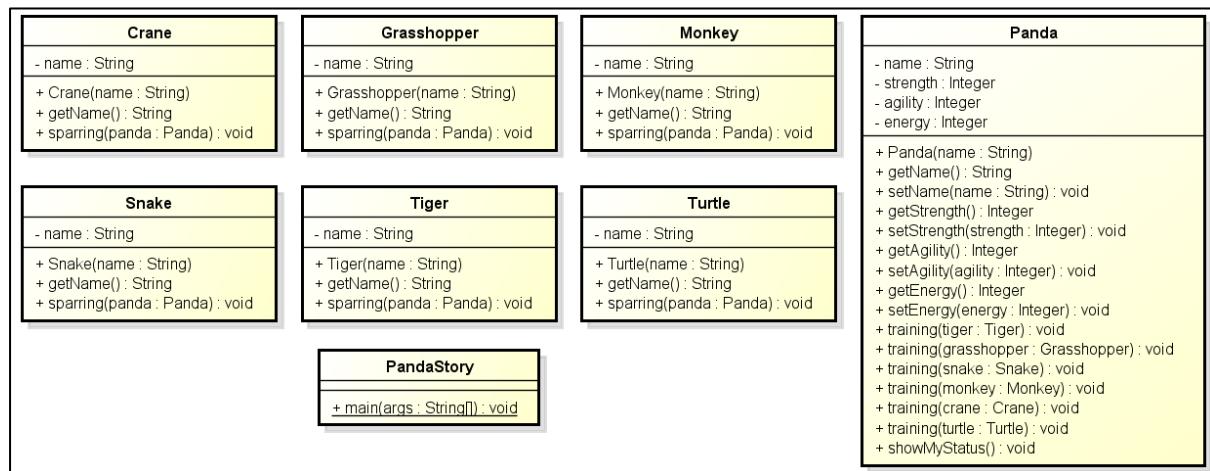 Crane
- name : String
+ Crane(name : String)
+ getName() : String
+ sparring(panda : Panda) : void
Grasshopper
- name : String
+ Grasshopper(name : String)
+ getName() : String
+ sparring(panda : Panda) : void
Monkey
- name : String
+ Monkey(name : String)
+ getName() : String
+ sparring(panda : Panda) : void
Panda
- name : String
- strength : Integer
- agility : Integer
- energy : Integer
+ Panda(name : String)
+ getName() : String
+ setName(name : String) : void
+ getStrength() : Integer
+ setStrength(strength : Integer) : void
+ getAgility() : Integer
+ setAgility(agility : Integer) : void
+ getEnergy() : Integer
+ setEnergy(energy : Integer) : void
+ training(tiger : Tiger) : void
+ training(grasshopper : Grasshopper) : void
+ training(snake : Snake) : void
+ training(monkey : Monkey) : void
+ training(crane : Crane) : void
+ training(turtle : Turtle) : void
+ showMyStatus() : void
Snake
- name : String
+ Snake(name : String)
+ getName() : String
+ sparring(panda : Panda) : void
Tiger
- name : String
+ Tiger(name : String)
+ getName() : String
+ sparring(panda : Panda) : void
Turtle
- name : String
+ Turtle(name : String)
+ getName() : String
+ sparring(panda : Panda) : void
PandaStory
+ main(args : String[]) : void